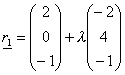 r₁ = (2, 0, −1) + λ(−2, 4, −1)